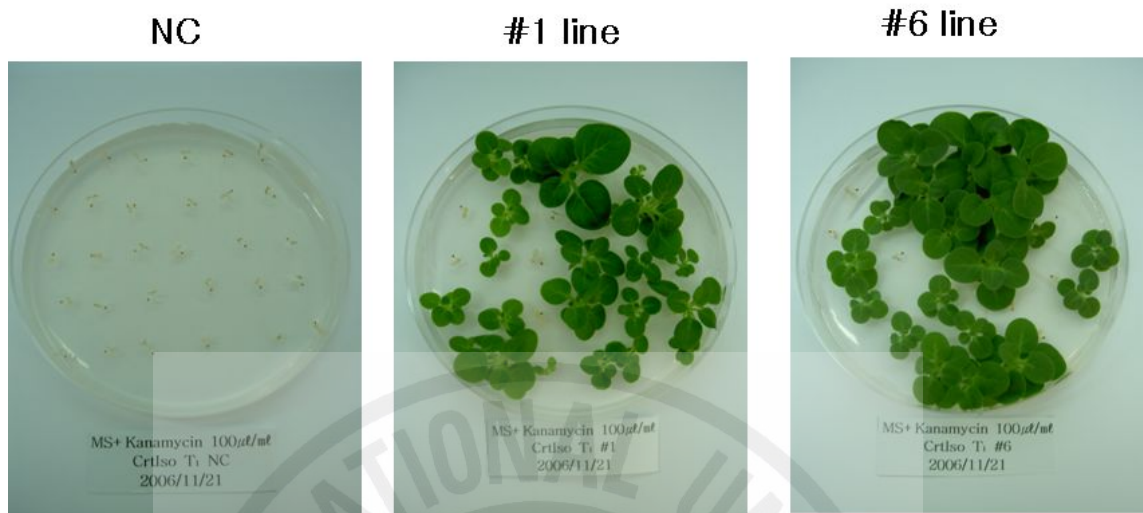 NC
#1 line
#6 line
MS+ Kanamycin 100㎕/㎖
CrtIso T₁ NC
2006/11/21
MS+ Kanamycin 100㎕/㎖
CrtIso T₁ #1
2006/11/21
MS+ Kanamycin 100㎕/㎖
CrtIso T₁ #6
2006/11/21
ATIONAL U